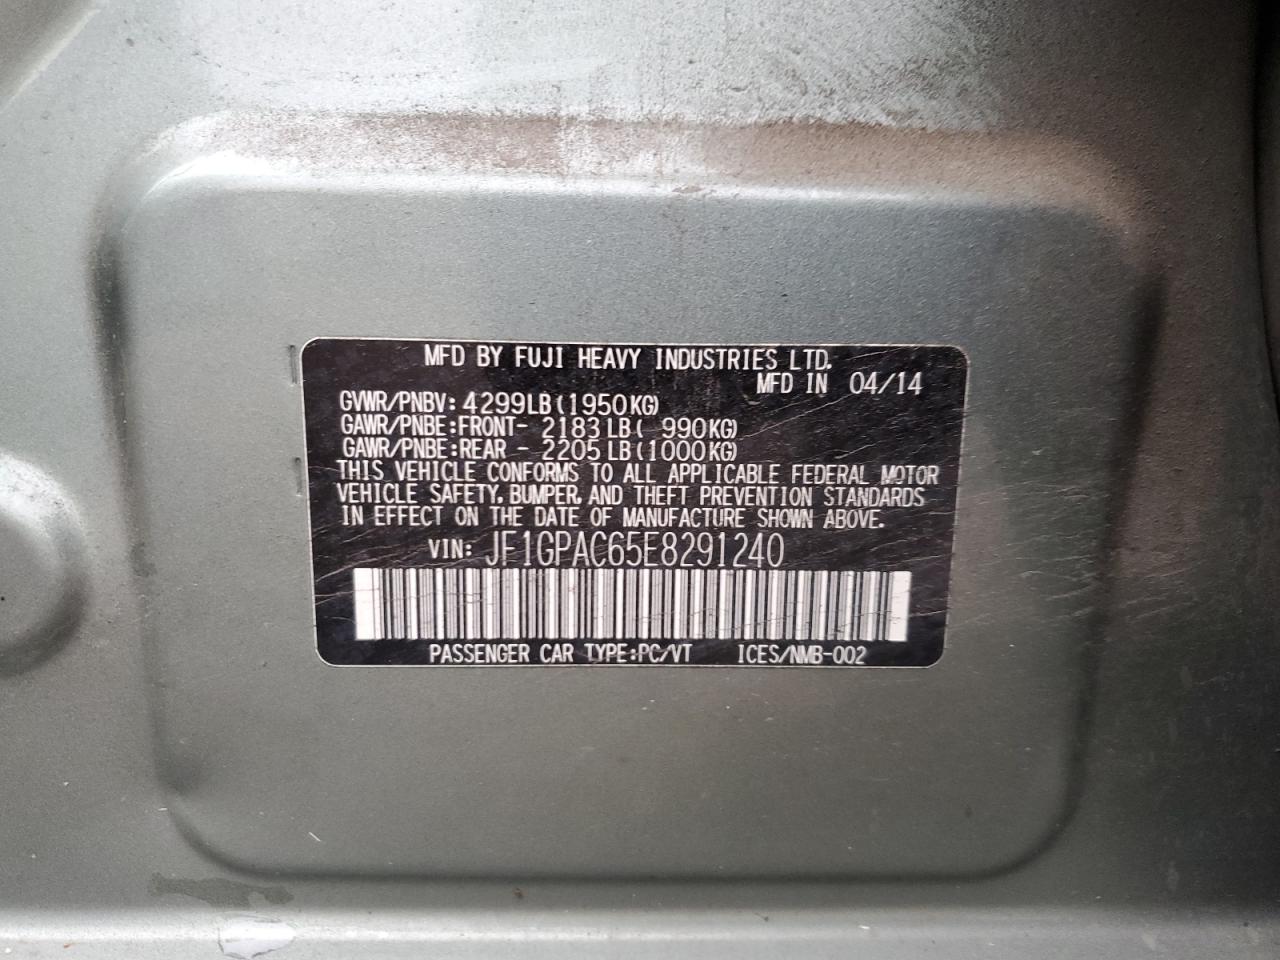 MFD BY FUJI HEAVY INDUSTRIES LTD.
MFD IN 04/14
GVWR/PNBV: 4299LB(1950KG)
GAWR/PNBE:FRONT- 2183LB( 990KG)
GAWR/PNBE:REAR - 2205LB(1000KG)
THIS VEHICLE CONFORMS TO ALL APPLICABLE FEDERAL MOTOR
VEHICLE SAFETY, BUMPER, AND THEFT PREVENTION STANDARDS
IN EFFECT ON THE DATE OF MANUFACTURE SHOWN ABOVE.
VIN: JF1GPAC65E8291240
PASSENGER CAR TYPE:PC/VT ICES/NMB-002